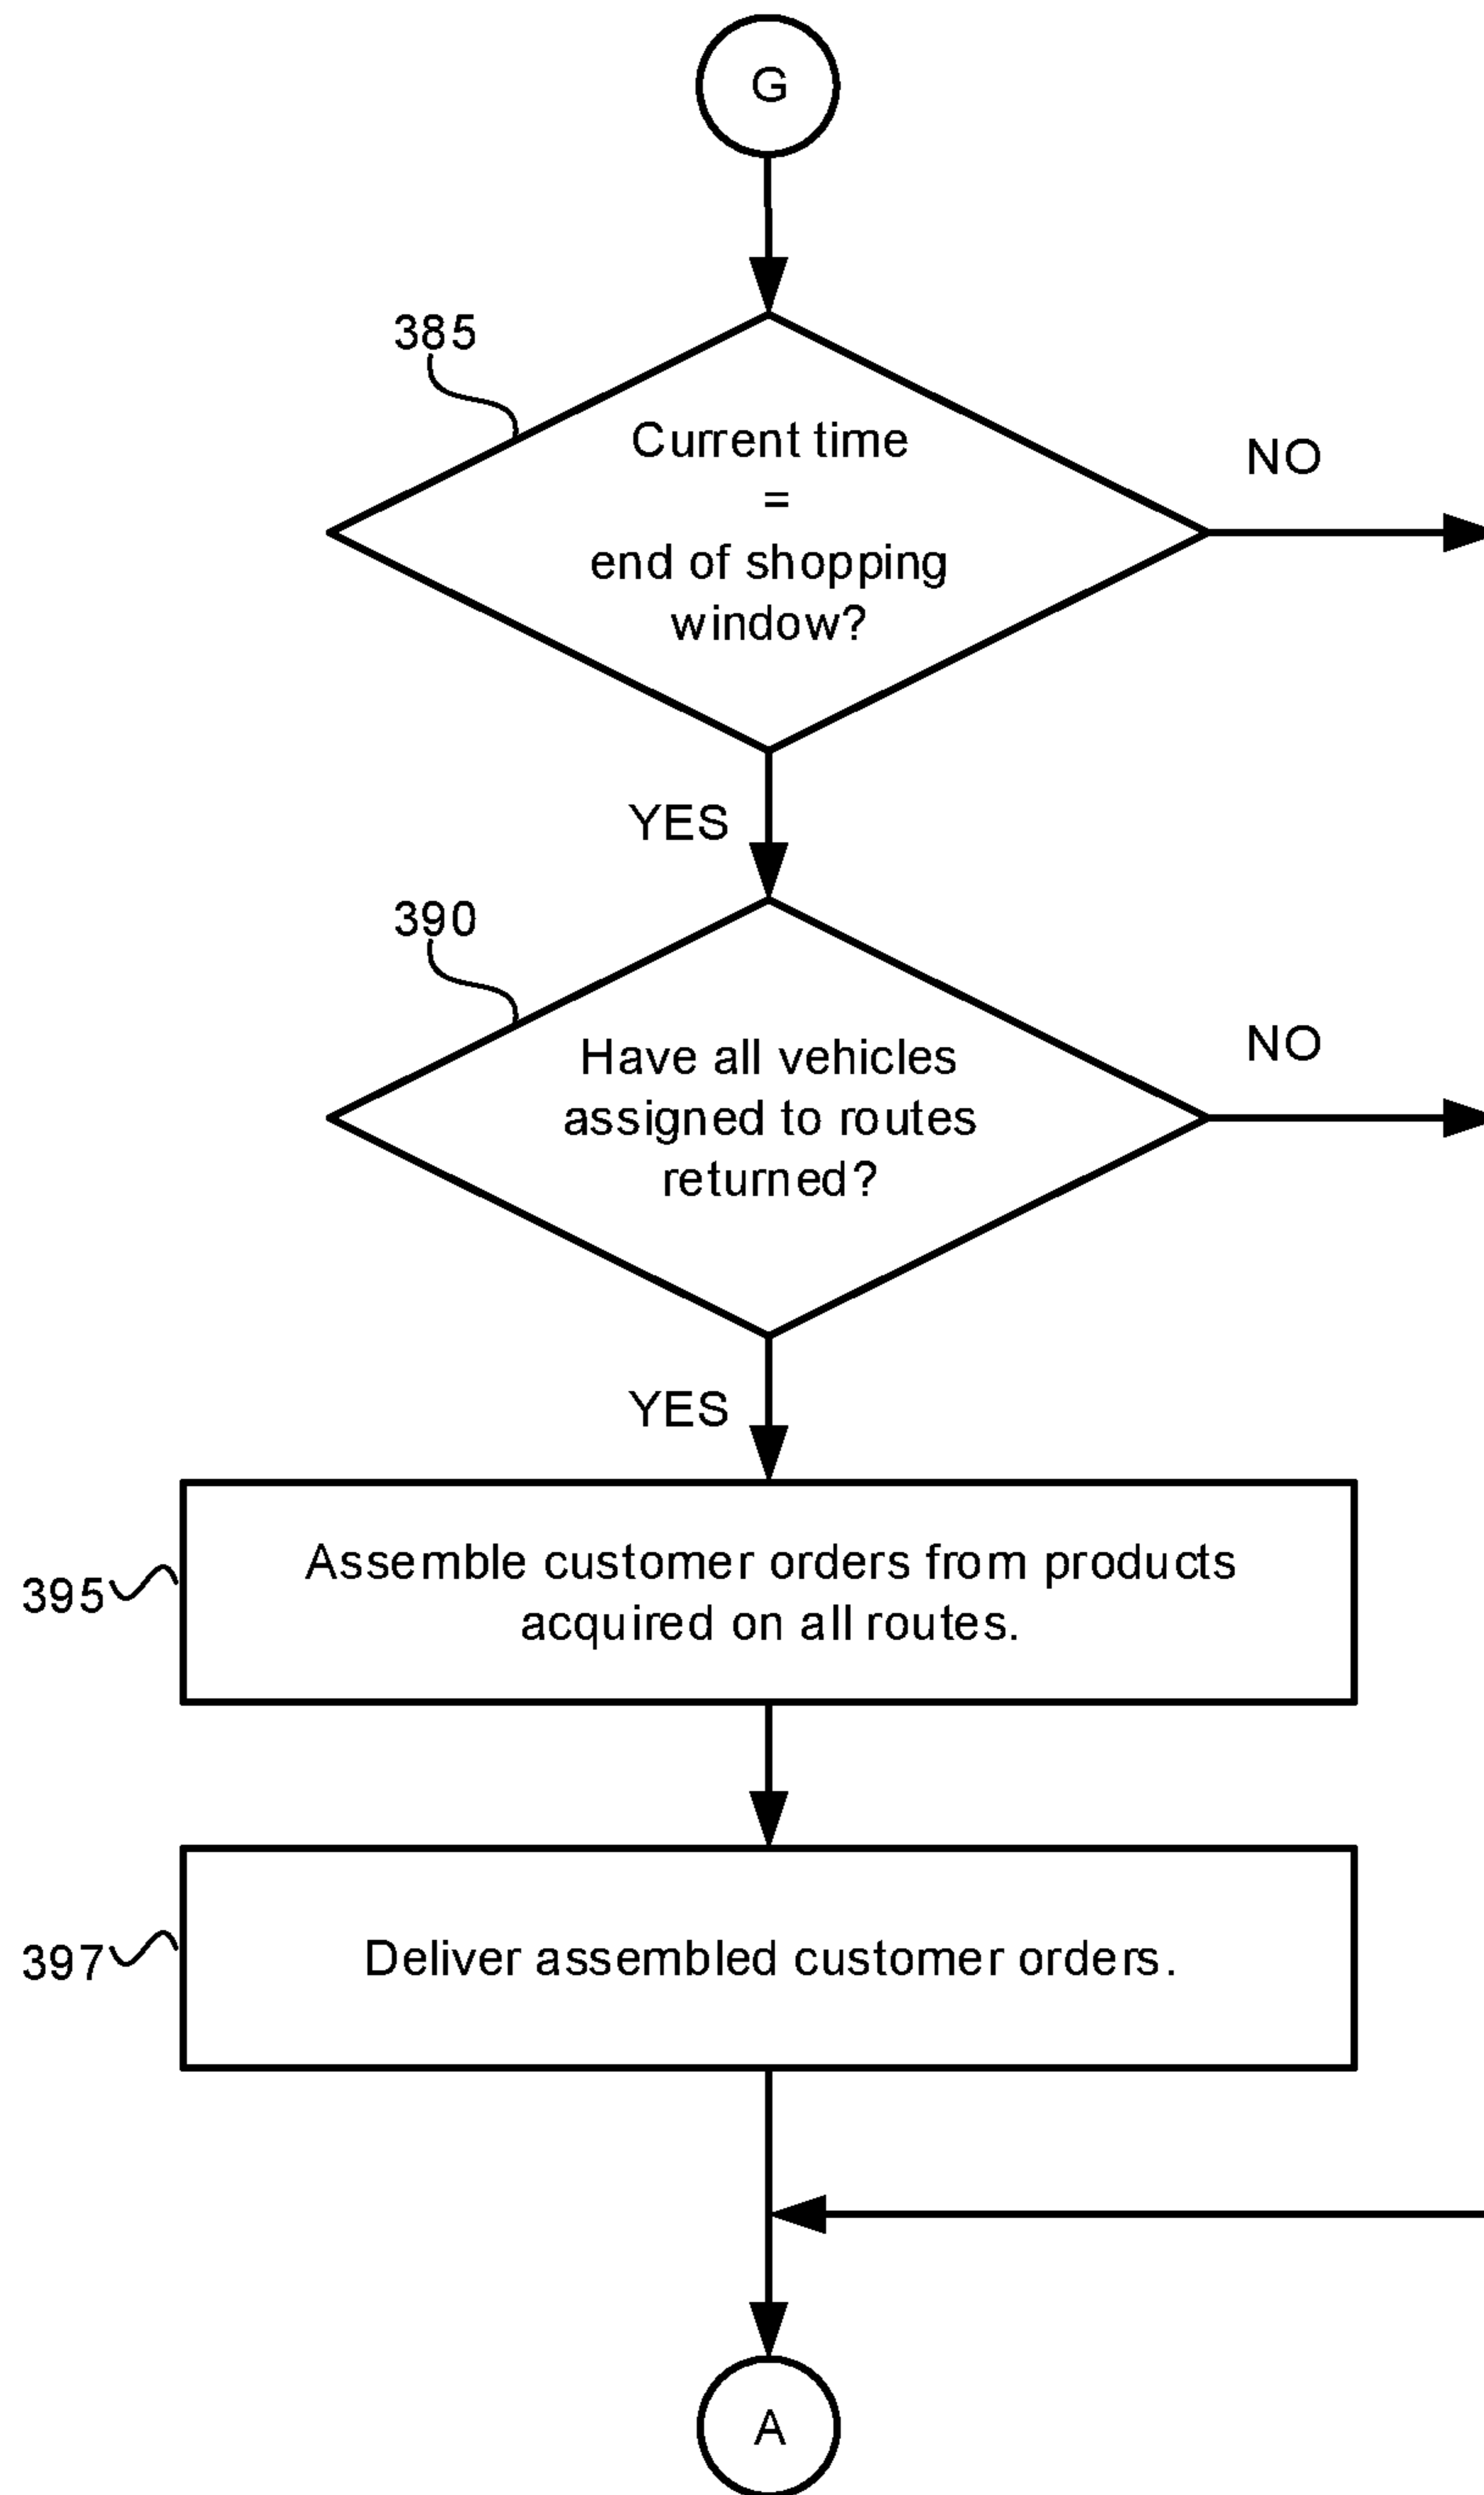 G
385
Current time
=
end of shopping
window?
NO
YES
390
Have all vehicles
assigned to routes
returned?
NO
YES
395
Assemble customer orders from products
acquired on all routes.
397
Deliver assembled customer orders.
A